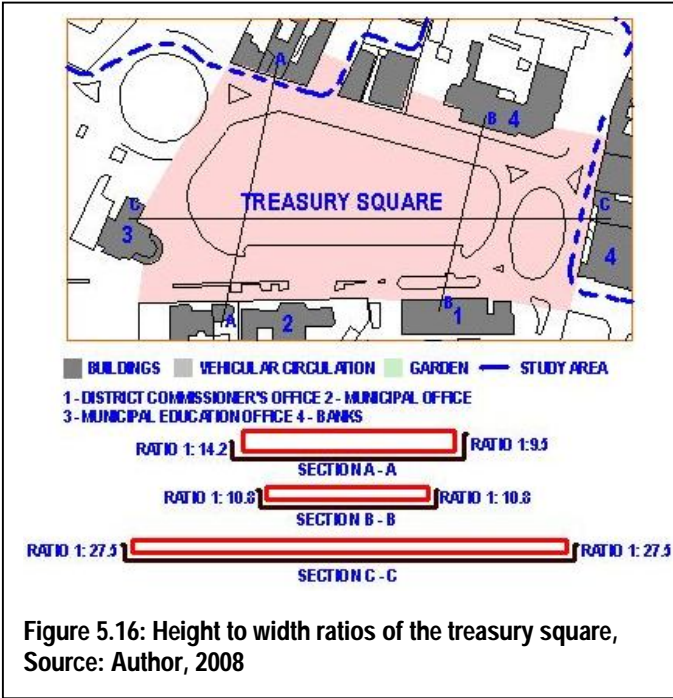 A
B 4
TREASURY SQUARE
C
C
3
4
A
2
B
1
BUILDINGS VEHICULAR CIRCULATION GARDEN STUDY AREA
1 - DISTRICT COMMISSIONER'S OFFICE 2 - MUNICIPAL OFFICE
3 - MUNICIPAL EDUCATION OFFICE 4 - BANKS
RATIO 1: 14.2 RATIO 1:9.5
SECTION A - A
RATIO 1: 10.8 RATIO 1: 10.8
SECTION B - B
RATIO 1: 27.5 RATIO 1: 27.5
SECTION C - C
Figure 5.16: Height to width ratios of the treasury square,
Source: Author, 2008